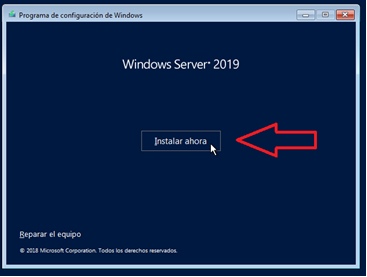 Programa de configuración de Windows
Windows Server® 2019
Instalar ahora
Reparar el equipo
© 2018 Microsoft Corporation. Todos los derechos reservados.